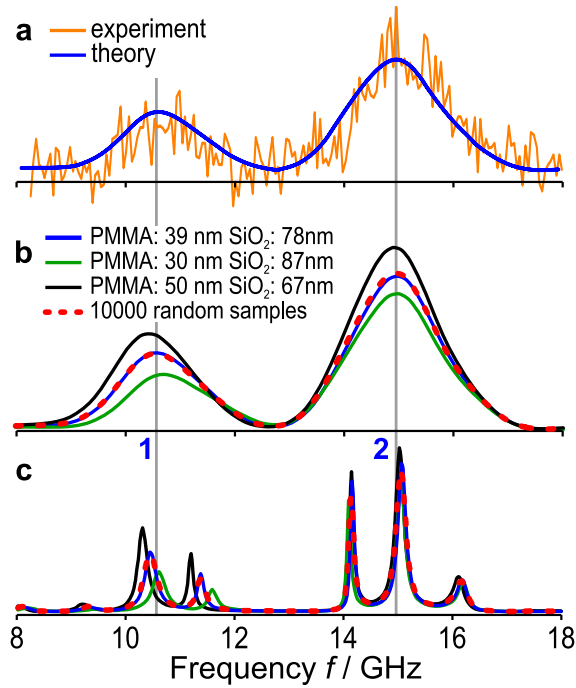 a
experiment
theory
b
PMMA: 39 nm SiO₂: 78nm
PMMA: 30 nm SiO₂: 87nm
PMMA: 50 nm SiO₂: 67nm
10000 random samples
1 2
c
8 10 12 14 16 18
Frequency f / GHz